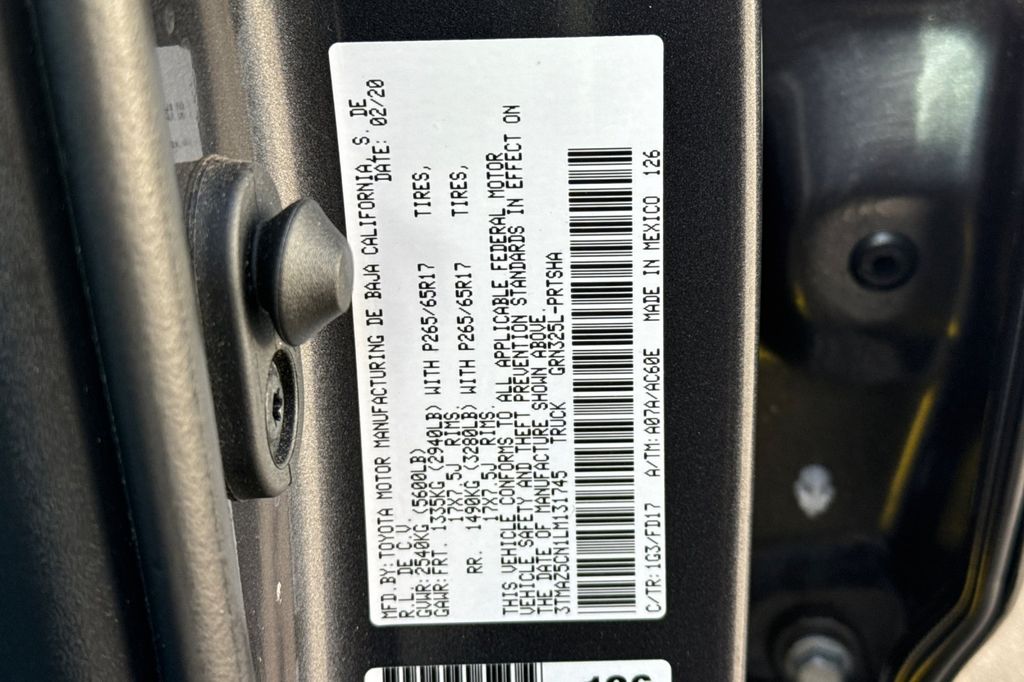 MFD.BY:TOYOTA MOTOR MANUFACTURING DE BAJA CALIFORNIA, S. DE
R.L. DE C.V. DATE: 02/20
GVWR:2540KG (5600LB)
GAWR:FRT. 1335KG (2940LB) WITH P265/65R17 TIRES,
17X7.5J RIMS,
RR. 1490KG (3280LB) WITH P265/65R17 TIRES,
17X7.5J RIMS.
THIS VEHICLE CONFORMS TO ALL APPLICABLE FEDERAL MOTOR
VEHICLE SAFETY AND THEFT PREVENTION STANDARDS IN EFFECT ON
THE DATE OF MANUFACTURE SHOWN ABOVE.
3TMAZ5CN1LM131745 TRUCK GRN325L-PRTSHA
C/TR:1G3/FD17 A/TM:A07A/AC60E MADE IN MEXICO 126